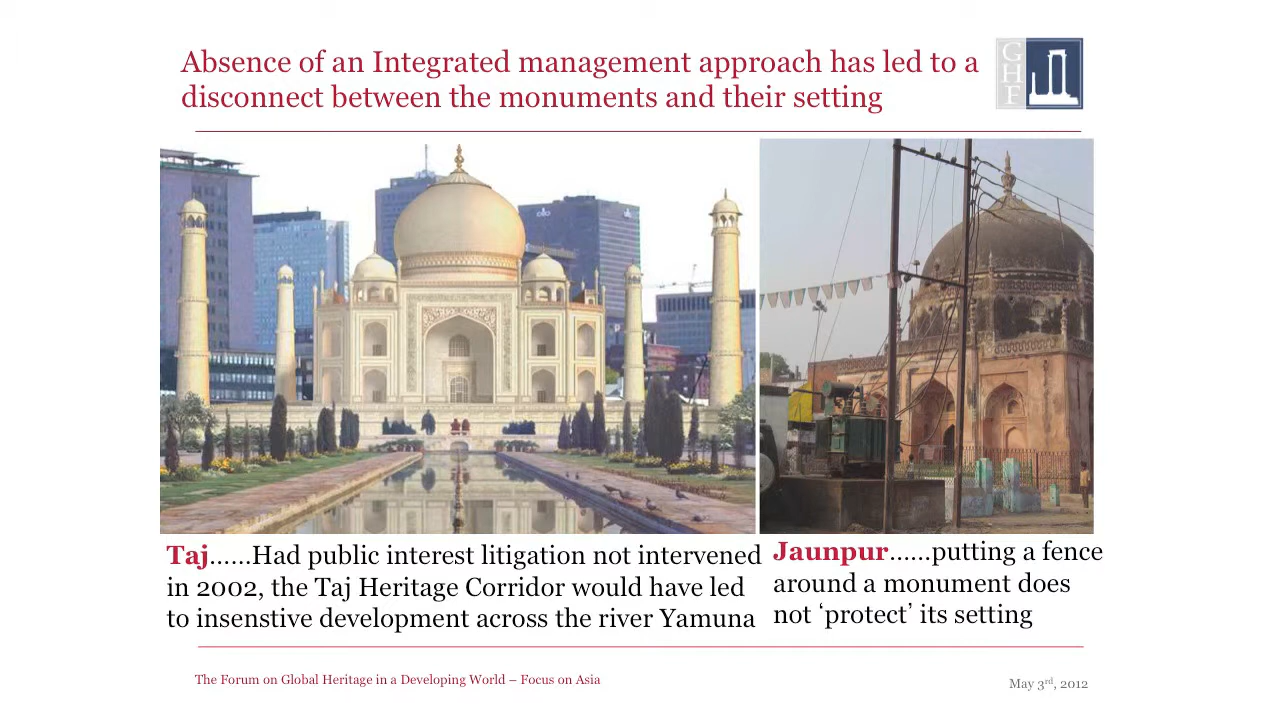 Absence of an Integrated management approach has led to a
disconnect between the monuments and their setting
GHF
Taj......Had public interest litigation not intervened
in 2002, the Taj Heritage Corridor would have led
to insenstive development across the river Yamuna
Jaunpur......putting a fence
around a monument does
not ‘protect’ its setting
The Forum on Global Heritage in a Developing World – Focus on Asia
May 3rd, 2012